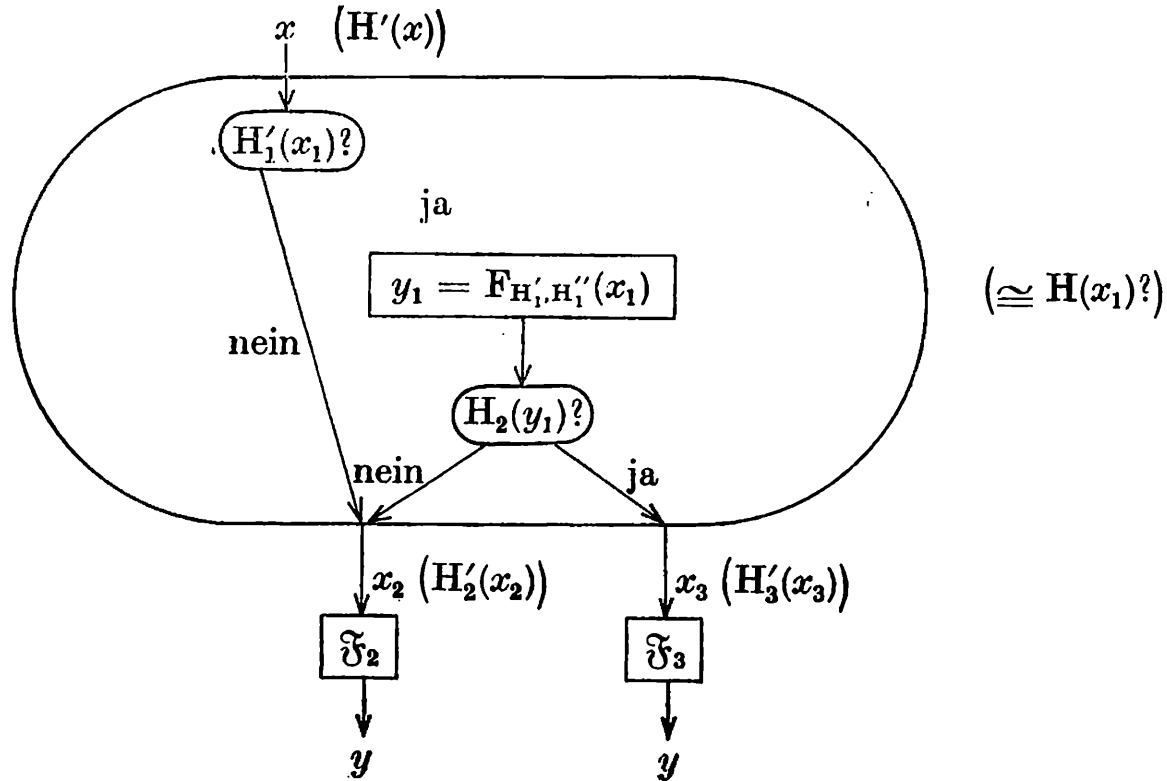 x (H′(x))
H′₁(x₁)?
ja
y₁ = F_{H′₁,H″₁}(x₁)
(≅ H(x₁)?)
nein
H₂(y₁)?
nein ja
x₂ (H′₂(x₂)) x₃ (H′₃(x₃))
𝔉₂ 𝔉₃
y y